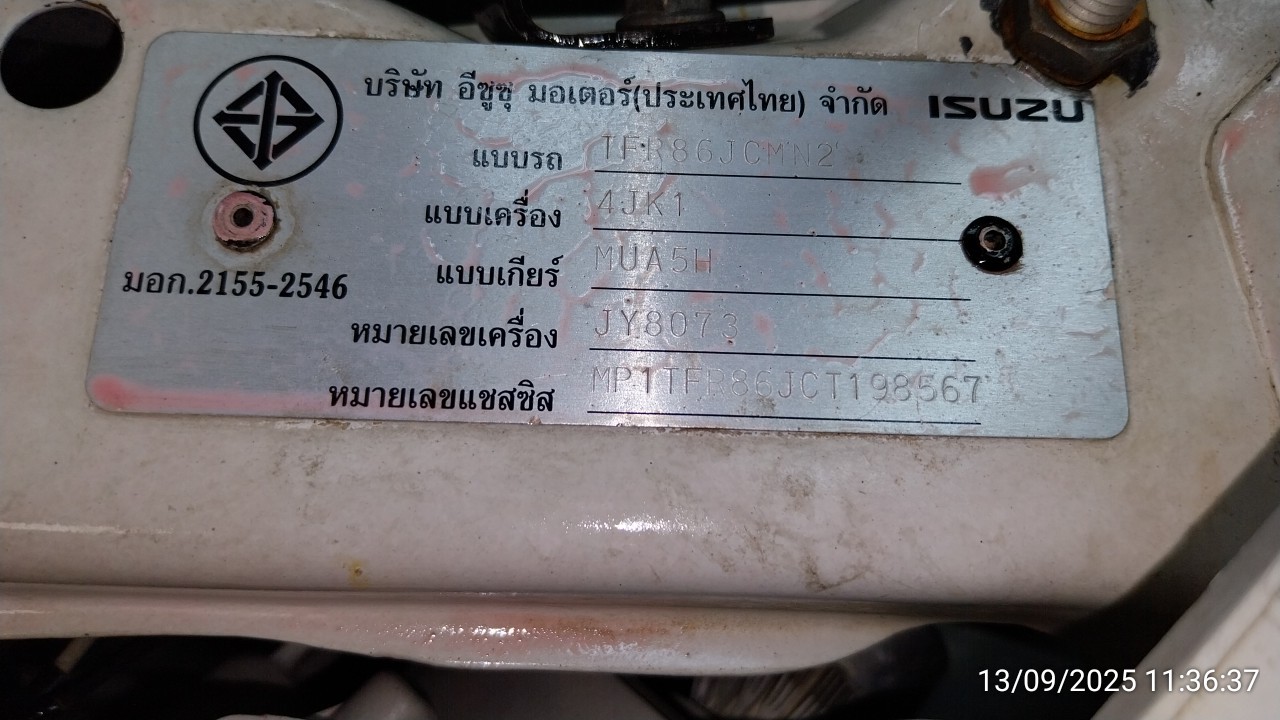 บริษัท อีซูซุ มอเตอร์(ประเทศไทย) จำกัด ISUZU
แบบรถ TFR86JCMN2
แบบเครื่อง 4JK1
มอก.2155-2546
แบบเกียร์ MUA5H
หมายเลขเครื่อง JY8073
หมายเลขแชสซิส MP1TFR86JCT198567
13/09/2025 11:36:37